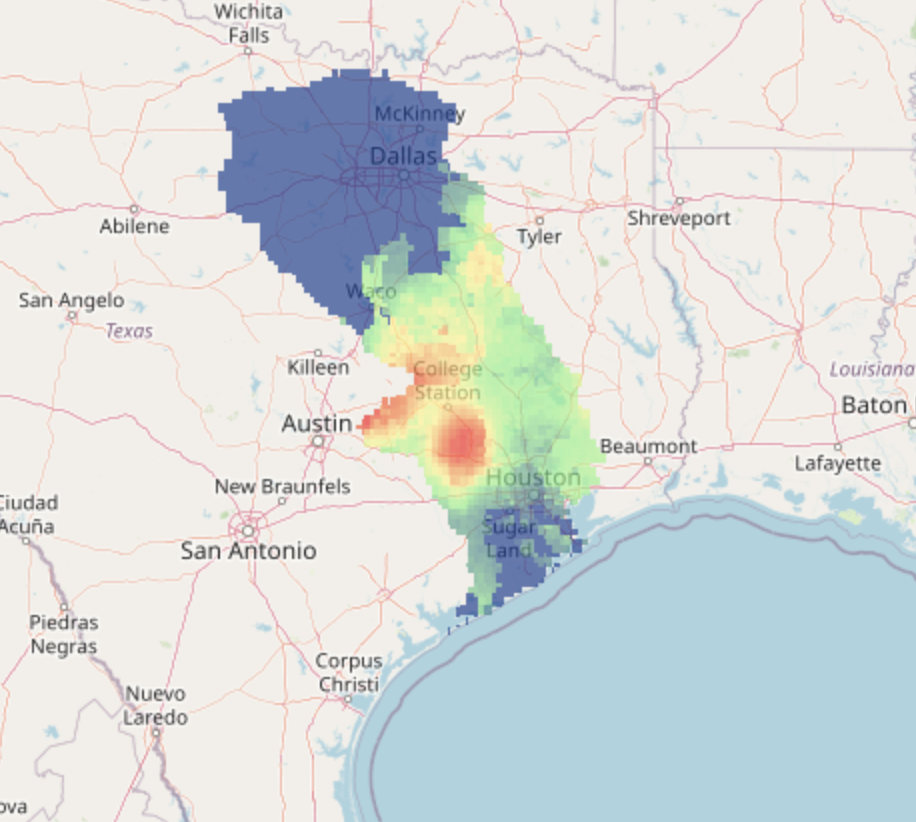 Wichita
Falls
McKinney
Dallas
Abilene
Tyler
Shreveport
San Angelo
Waco
Texas
Killeen
College
Station
Louisiana
Austin
Baton
Beaumont
Lafayette
New Braunfels
Houston
Ciudad
Acuña
Sugar
Land
San Antonio
Piedras
Negras
Corpus
Christi
Nuevo
Laredo
ova